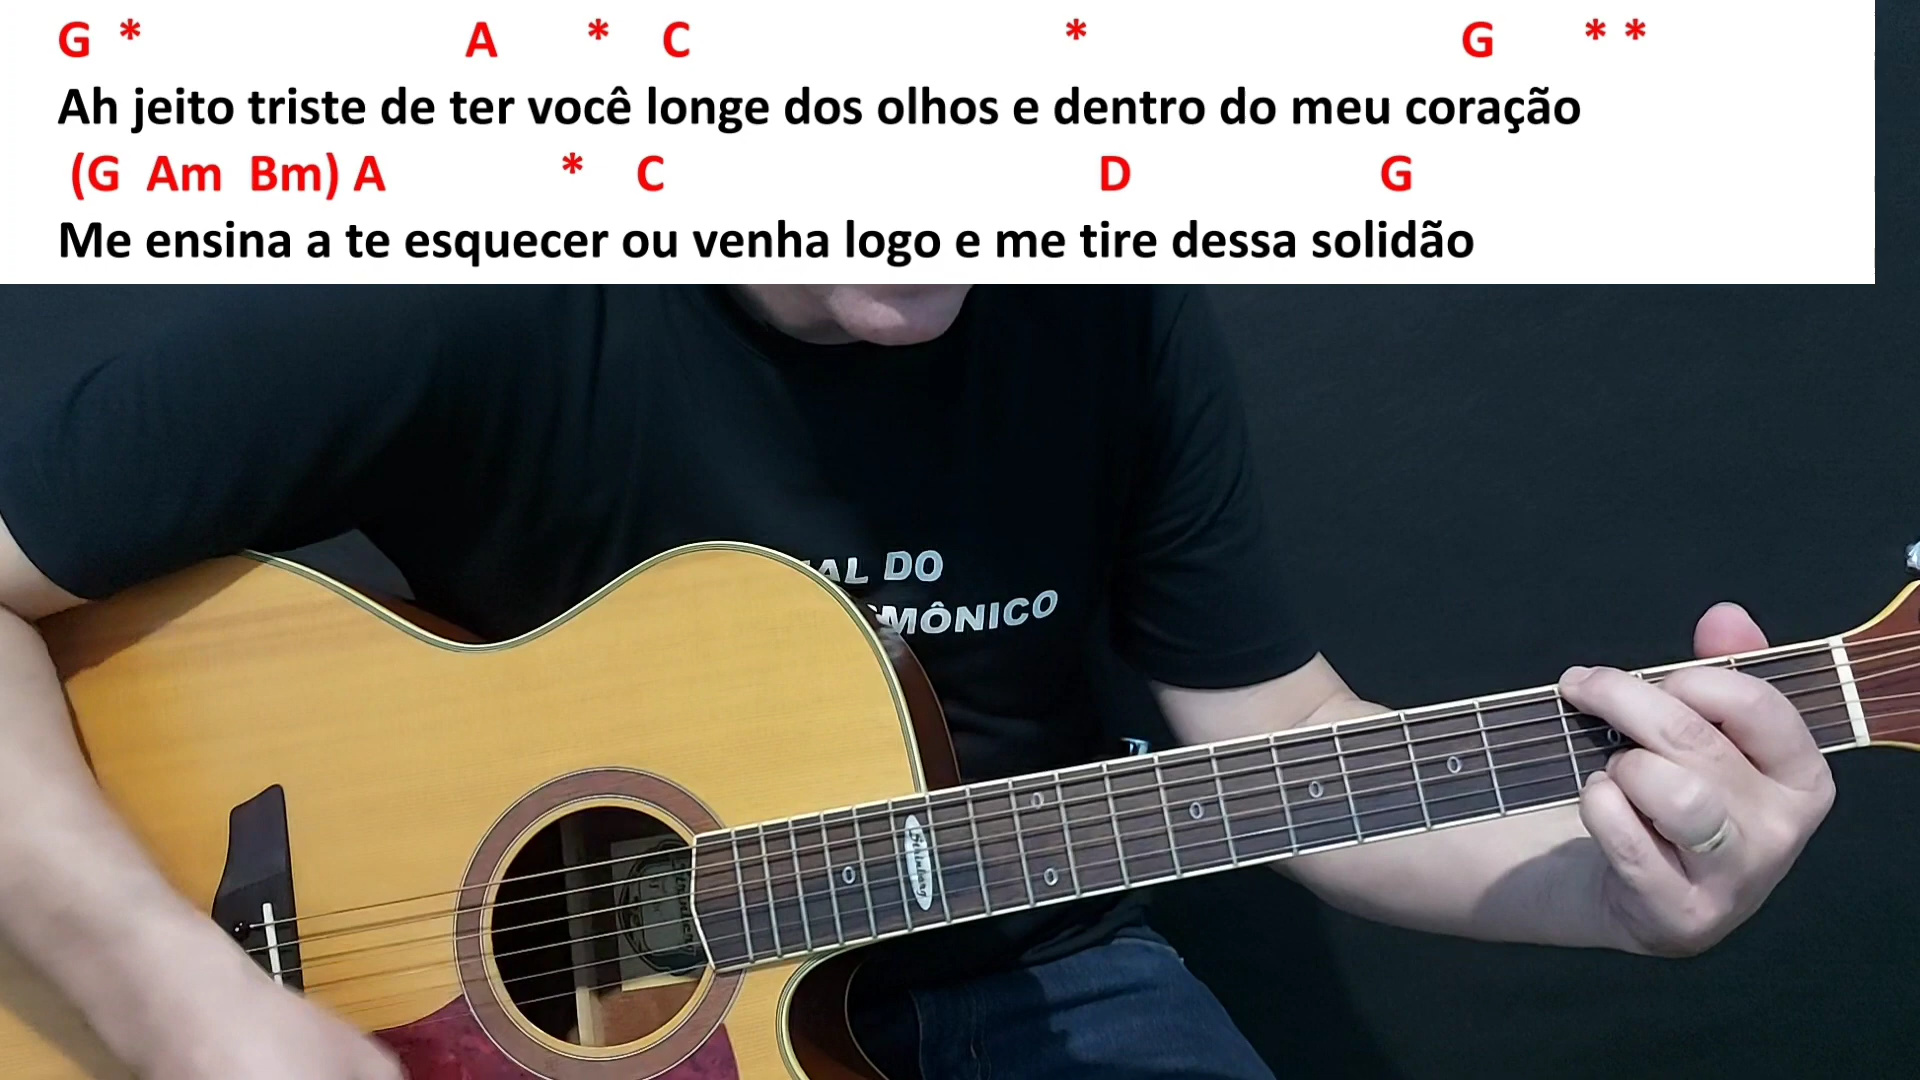 G * A * C * G * *
Ah jeito triste de ter você longe dos olhos e dentro do meu coração
(G Am Bm) A * C D G
Me ensina a te esquecer ou venha logo e me tire dessa solidão
AL DO
MÔNICO